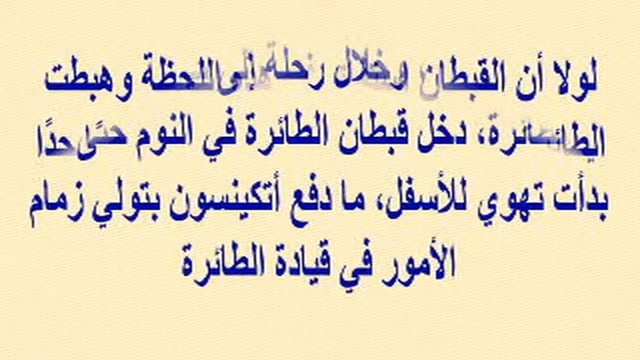 لولا أن القبطان وخلال رحلة إلى اللحظة وهبطت
الطائرة، دخل قبطان الطائرة في النوم
بدأت تهوي للأسفل، ما دفع أتكينسون بتولي زمام
الأمور في قيادة الطائرة